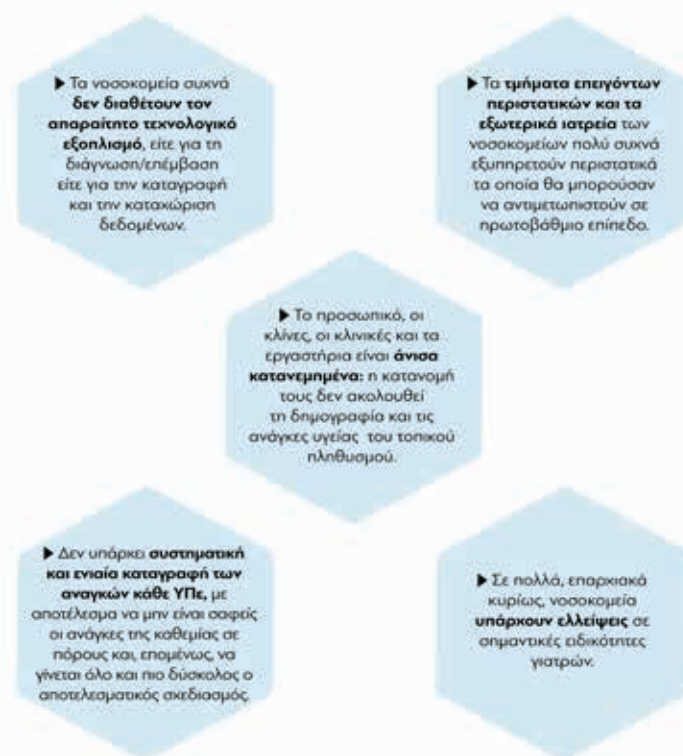 ▶ Τα νοσοκομεία συχνά
δεν διαθέτουν τον
απαραίτητο τεχνολογικό
εξοπλισμό, είτε για τη
διάγνωση/επέμβαση
είτε για την καταγραφή
και την καταχώριση
δεδομένων.
▶ Τα τμήματα επειγόντων
περιστατικών και τα
εξωτερικά ιατρεία των
νοσοκομείων πολύ συχνά
εξυπηρετούν περιστατικά
τα οποία θα μπορούσαν
να αντιμετωπιστούν σε
πρωτοβάθμιο επίπεδο.
▶ Το προσωπικό, οι
κλίνες, οι κλινικές και τα
εργαστήρια είναι άνισα
κατανεμημένα: η κατανομή
τους δεν ακολουθεί
τη δημογραφία και τις
ανάγκες υγείας του τοπικού
πληθυσμού.
▶ Δεν υπάρχει συστηματική
και ενιαία καταγραφή των
αναγκών κάθε ΥΠε, με
αποτέλεσμα να μην είναι σαφείς
οι ανάγκες της καθεμίας σε
πόρους και, επομένως, να
γίνεται όλο και πιο δύσκολος ο
αποτελεσματικός σχεδιασμός.
▶ Σε πολλά, επαρχιακά
κυρίως, νοσοκομεία
υπάρχουν ελλείψεις σε
σημαντικές ειδικότητες
γιατρών.